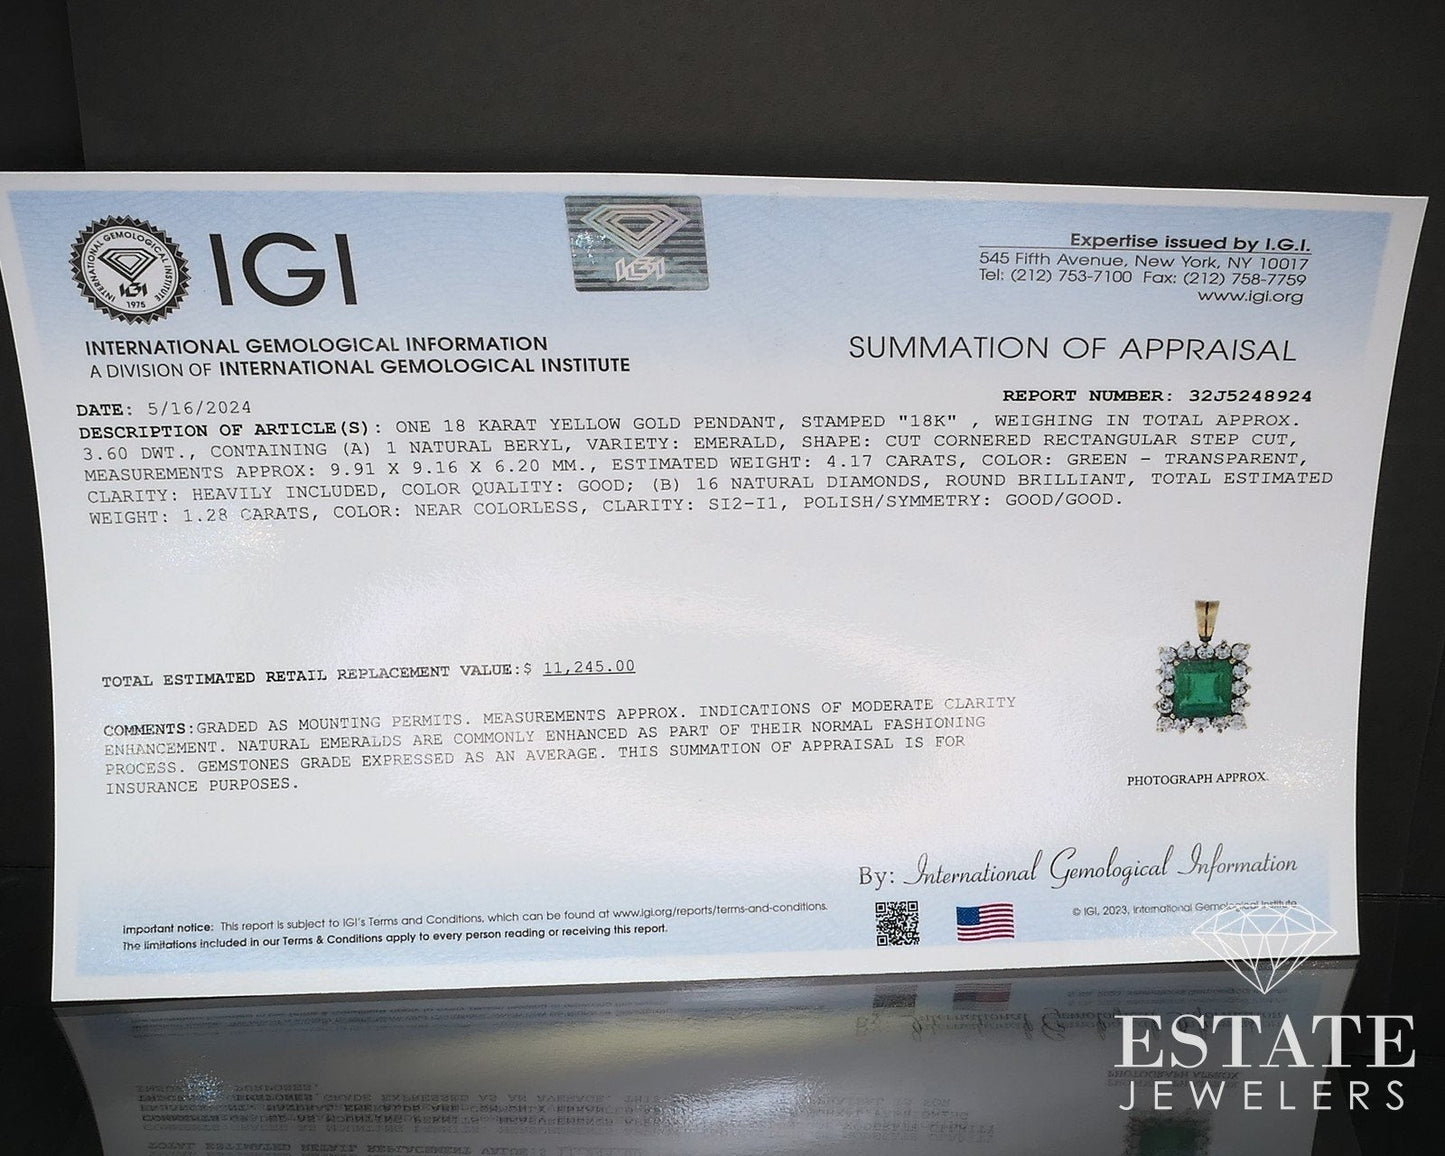 INTERNATIONAL GEMOLOGICAL INSTITUTE
IGI
1975
IGI
IGI
Expertise issued by I.G.I.
545 Fifth Avenue, New York, NY 10017
Tel: (212) 753-7100 Fax: (212) 758-7759
www.igi.org
INTERNATIONAL GEMOLOGICAL INFORMATION
A DIVISION OF INTERNATIONAL GEMOLOGICAL INSTITUTE
SUMMATION OF APPRAISAL
REPORT NUMBER: 32J5248924
DATE: 5/16/2024
DESCRIPTION OF ARTICLE(S): ONE 18 KARAT YELLOW GOLD PENDANT, STAMPED "18K" , WEIGHING IN TOTAL APPROX.
3.60 DWT., CONTAINING (A) 1 NATURAL BERYL, VARIETY: EMERALD, SHAPE: CUT CORNERED RECTANGULAR STEP CUT,
MEASUREMENTS APPROX: 9.91 X 9.16 X 6.20 MM., ESTIMATED WEIGHT: 4.17 CARATS, COLOR: GREEN - TRANSPARENT,
CLARITY: HEAVILY INCLUDED, COLOR QUALITY: GOOD; (B) 16 NATURAL DIAMONDS, ROUND BRILLIANT, TOTAL ESTIMATED
WEIGHT: 1.28 CARATS, COLOR: NEAR COLORLESS, CLARITY: SI2-I1, POLISH/SYMMETRY: GOOD/GOOD.
TOTAL ESTIMATED RETAIL REPLACEMENT VALUE:$ 11,245.00
COMMENTS:GRADED AS MOUNTING PERMITS. MEASUREMENTS APPROX. INDICATIONS OF MODERATE CLARITY
ENHANCEMENT. NATURAL EMERALDS ARE COMMONLY ENHANCED AS PART OF THEIR NORMAL FASHIONING
PROCESS. GEMSTONES GRADE EXPRESSED AS AN AVERAGE. THIS SUMMATION OF APPRAISAL IS FOR
INSURANCE PURPOSES.
PHOTOGRAPH APPROX.
By: International Gemological Information
Important notice: This report is subject to IGI's Terms and Conditions, which can be found at www.igi.org/reports/terms-and-conditions.
The limitations included in our Terms & Conditions apply to every person reading or receiving this report.
© IGI, 2023, International Gemological Institute
ESTATE
JEWELERS